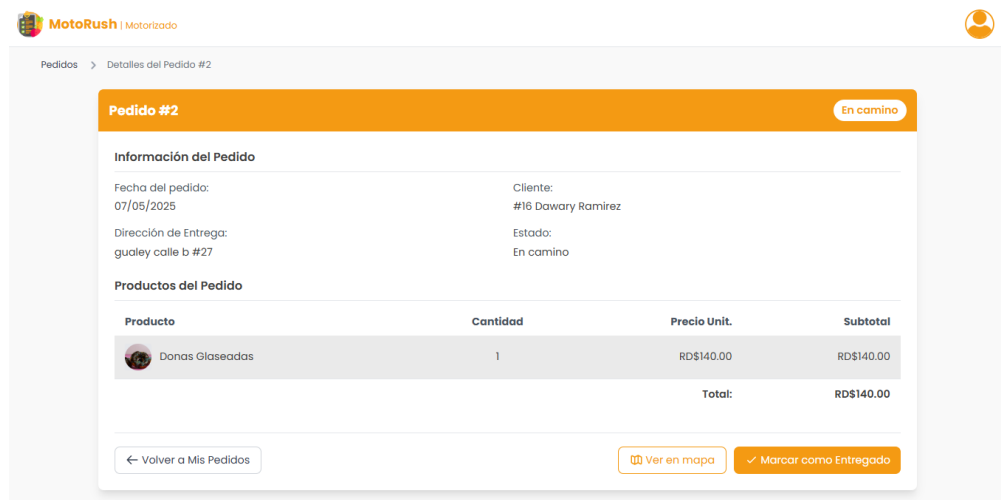 MotoRush | Motorizado
Pedidos > Detalles del Pedido #2
Pedido #2 En camino
Información del Pedido
Fecha del pedido: Cliente:
07/05/2025 #16 Dawary Ramirez
Dirección de Entrega: Estado:
gualey calle b #27 En camino
Productos del Pedido
Producto Cantidad Precio Unit. Subtotal
Donas Glaseadas 1 RD$140.00 RD$140.00
Total: RD$140.00
← Volver a Mis Pedidos Ver en mapa ✓ Marcar como Entregado